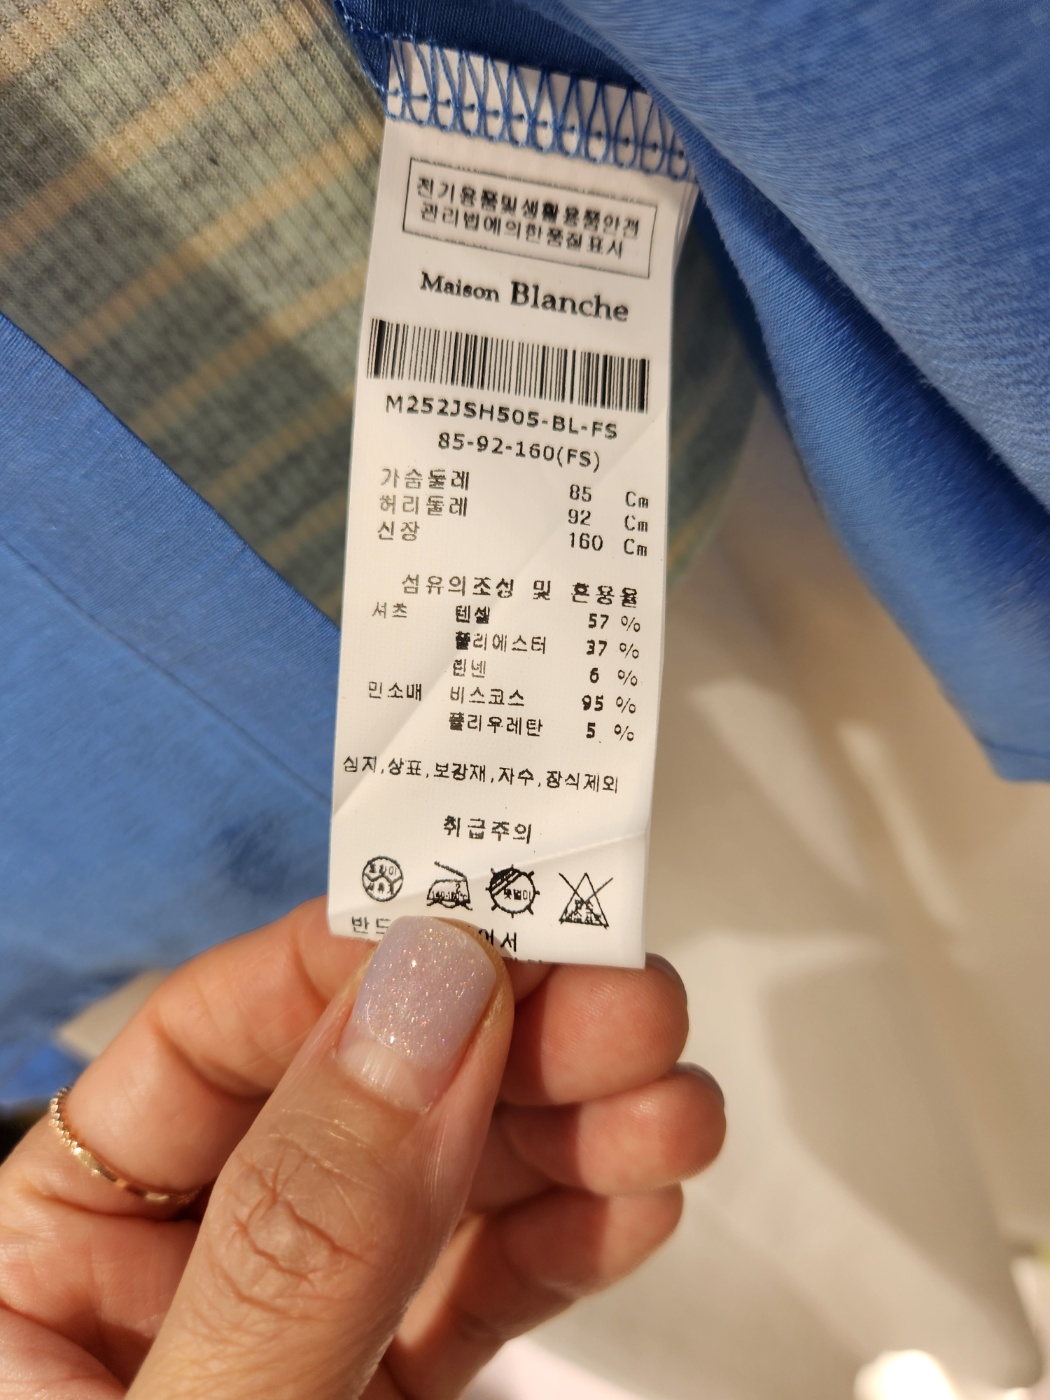 전기용품및생활용품안전
관리법에의한품질표시
Maison Blanche
M252JSH505-BL-FS
85-92-160(FS)
가슴둘레 85 Cm
허리둘레 92 Cm
신장 160 Cm
섬유의조성 및 혼용율
셔츠 텐셀 57 %
폴리에스터 37 %
린넨 6 %
민소매 비스코스 95 %
폴리우레탄 5 %
심지,상표,보강재,자수,장식제외
취급주의
드라이